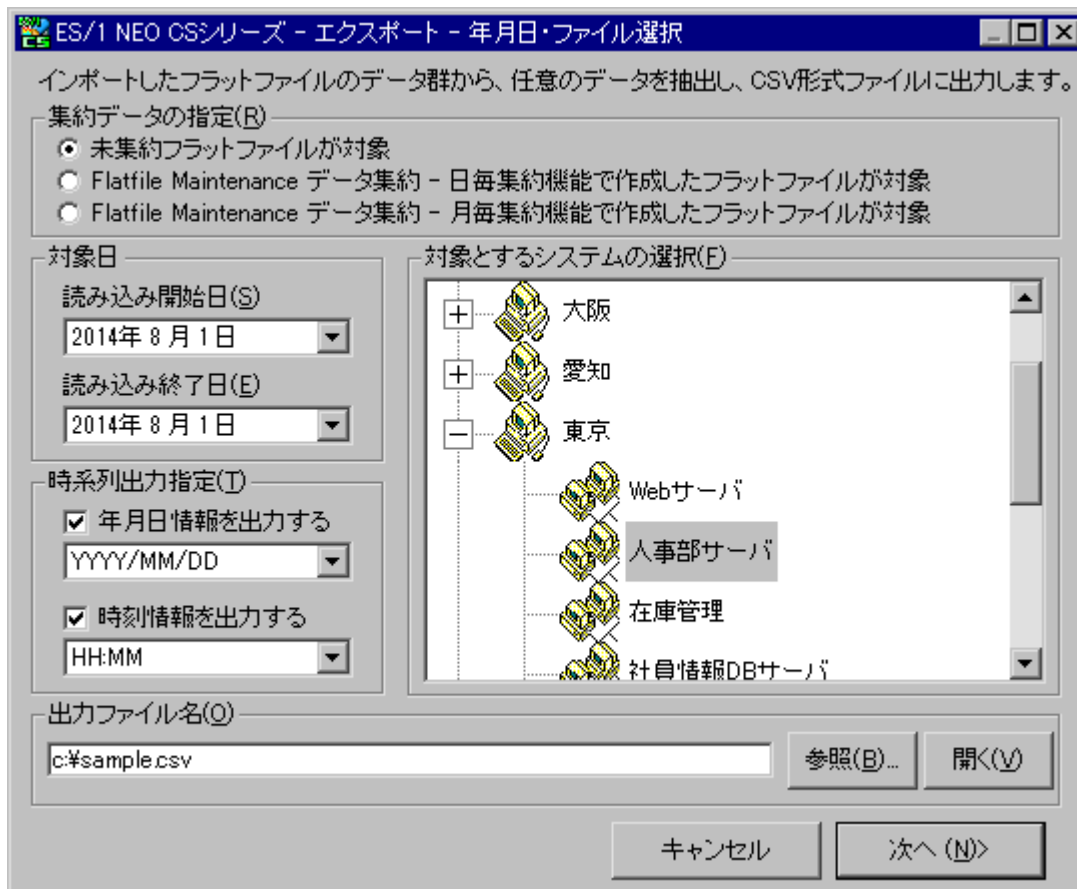 ES/1 NEO CSシリーズ - エクスポート - 年月日・ファイル選択
インポートしたフラットファイルのデータ群から、任意のデータを抽出し、CSV形式ファイルに出力します。
集約データの指定(R)
未集約フラットファイルが対象
Flatfile Maintenance データ集約 - 日毎集約機能で作成したフラットファイルが対象
Flatfile Maintenance データ集約 - 月毎集約機能で作成したフラットファイルが対象
対象日
読み込み開始日(S)
2014年 8 月 1 日
読み込み終了日(E)
2014年 8 月 1 日
時系列出力指定(T)
年月日情報を出力する
YYYY/MM/DD
時刻情報を出力する
HH:MM
対象とするシステムの選択(F)
大阪
愛知
東京
Webサーバ
人事部サーバ
在庫管理
社員情報DBサーバ
出力ファイル名(O)
c:¥sample.csv
参照(B)...
開く(V)
キャンセル
次へ (N)>